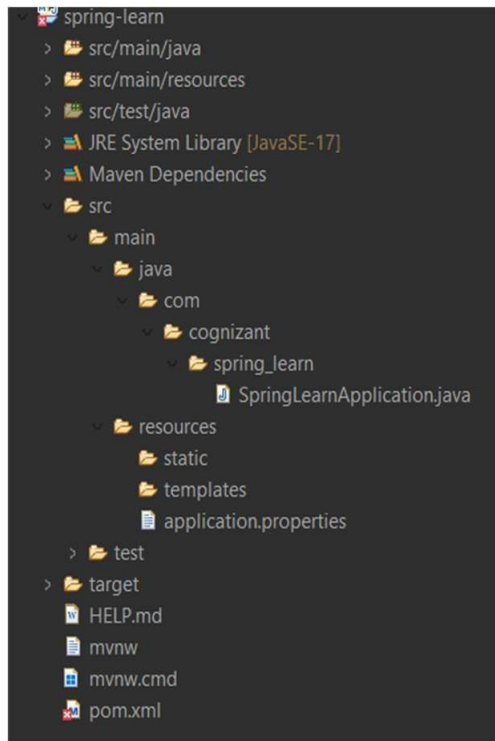 spring-learn
src/main/java
src/main/resources
src/test/java
JRE System Library [JavaSE-17]
Maven Dependencies
src
main
java
com
cognizant
spring_learn
SpringLearnApplication.java
resources
static
templates
application.properties
test
target
HELP.md
mvnw
mvnw.cmd
pom.xml